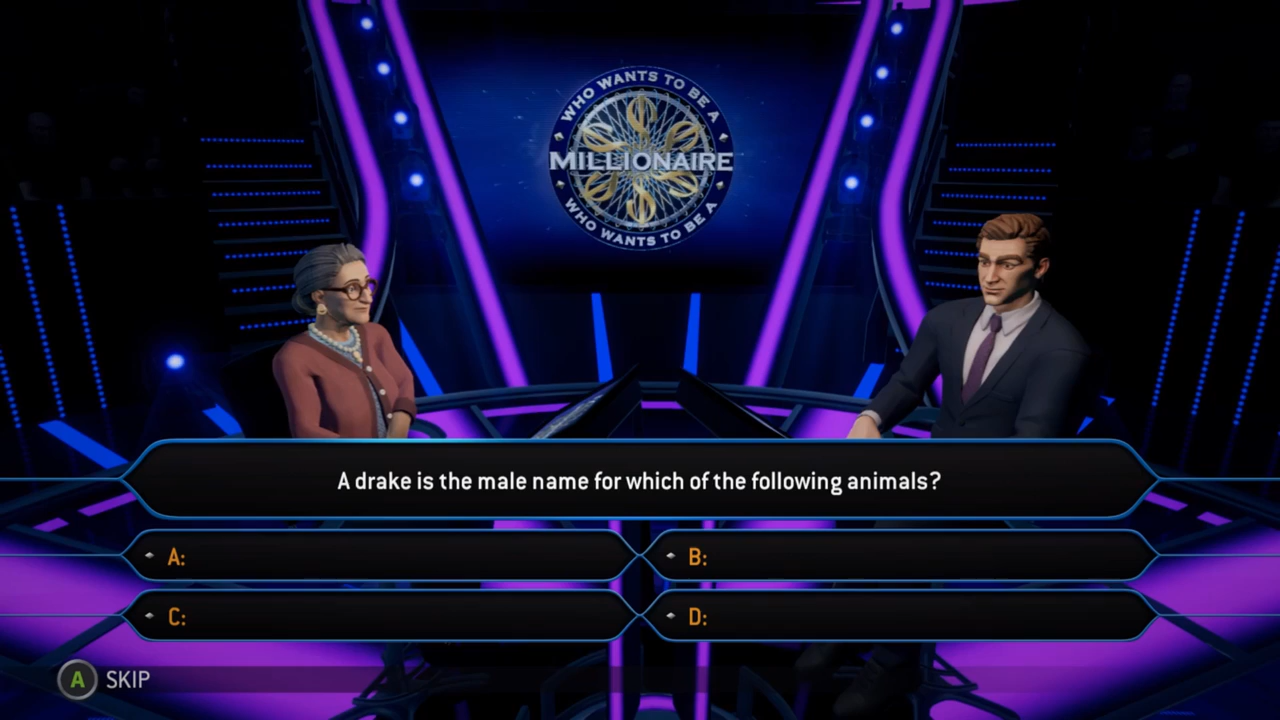 WHO WANTS TO BE A
MILLIONAIRE
WHO WANTS TO BE A
A drake is the male name for which of the following animals?
A:
B:
C:
D:
A SKIP